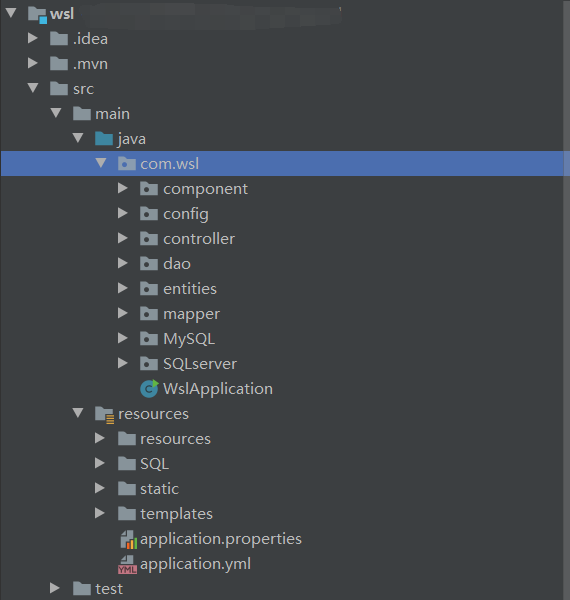 wsl
.idea
.mvn
src
main
java
com.wsl
component
config
controller
dao
entities
mapper
MySQL
SQLserver
C WslApplication
resources
resources
SQL
static
templates
application.properties
YML application.yml
test